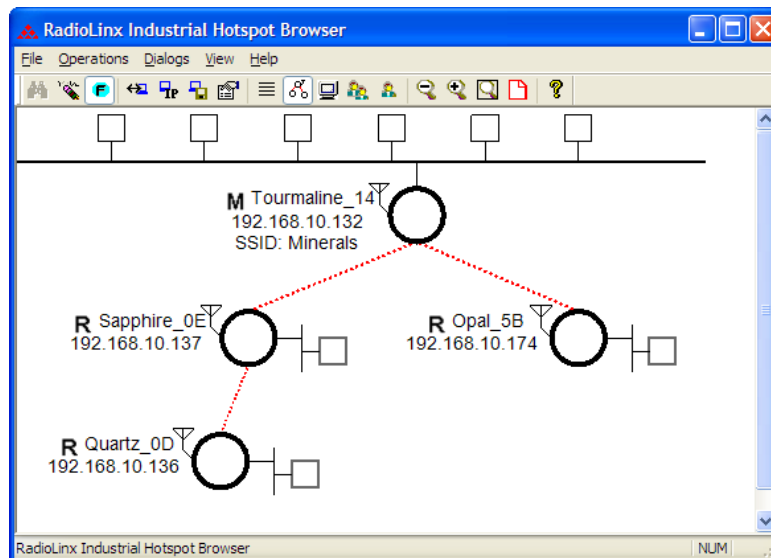 RadioLinx Industrial Hotspot Browser
File Operations Dialogs View Help
F IP ?
M Tourmaline_14
192.168.10.132
SSID: Minerals
R Sapphire_0E
192.168.10.137
R Opal_5B
192.168.10.174
R Quartz_0D
192.168.10.136
RadioLinx Industrial Hotspot Browser NUM